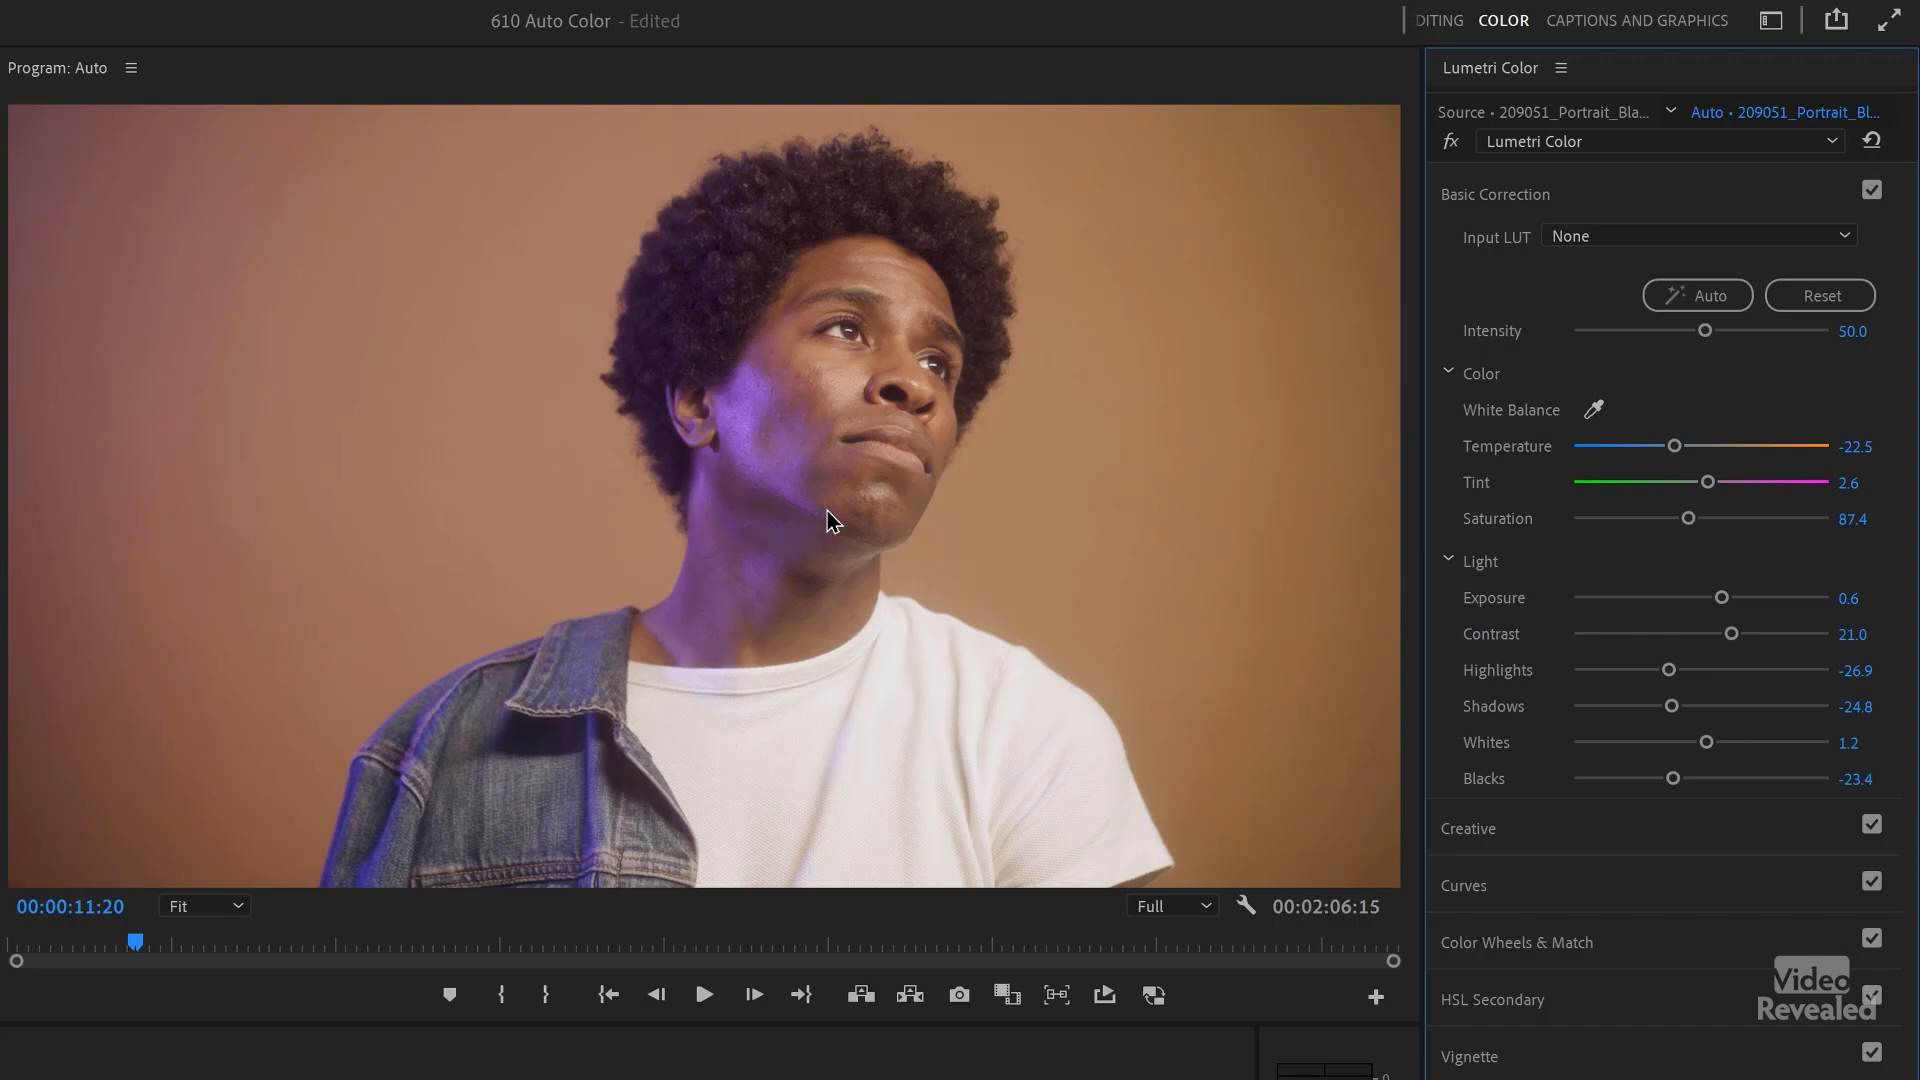 610 Auto Color - Edited
DITING COLOR CAPTIONS AND GRAPHICS
Program: Auto
Lumetri Color
Source • 209051_Portrait_Bla... Auto • 209051_Portrait_Bl...
fx Lumetri Color
Basic Correction
Input LUT None
Auto Reset
Intensity 50.0
Color
White Balance
Temperature -22.5
Tint 2.6
Saturation 87.4
Light
Exposure 0.6
Contrast 21.0
Highlights -26.9
Shadows -24.8
Whites 1.2
Blacks -23.4
Creative
Curves
Color Wheels & Match
HSL Secondary
Vignette
00:00:11:20 Fit Full 00:02:06:15
Video
Revealed
0